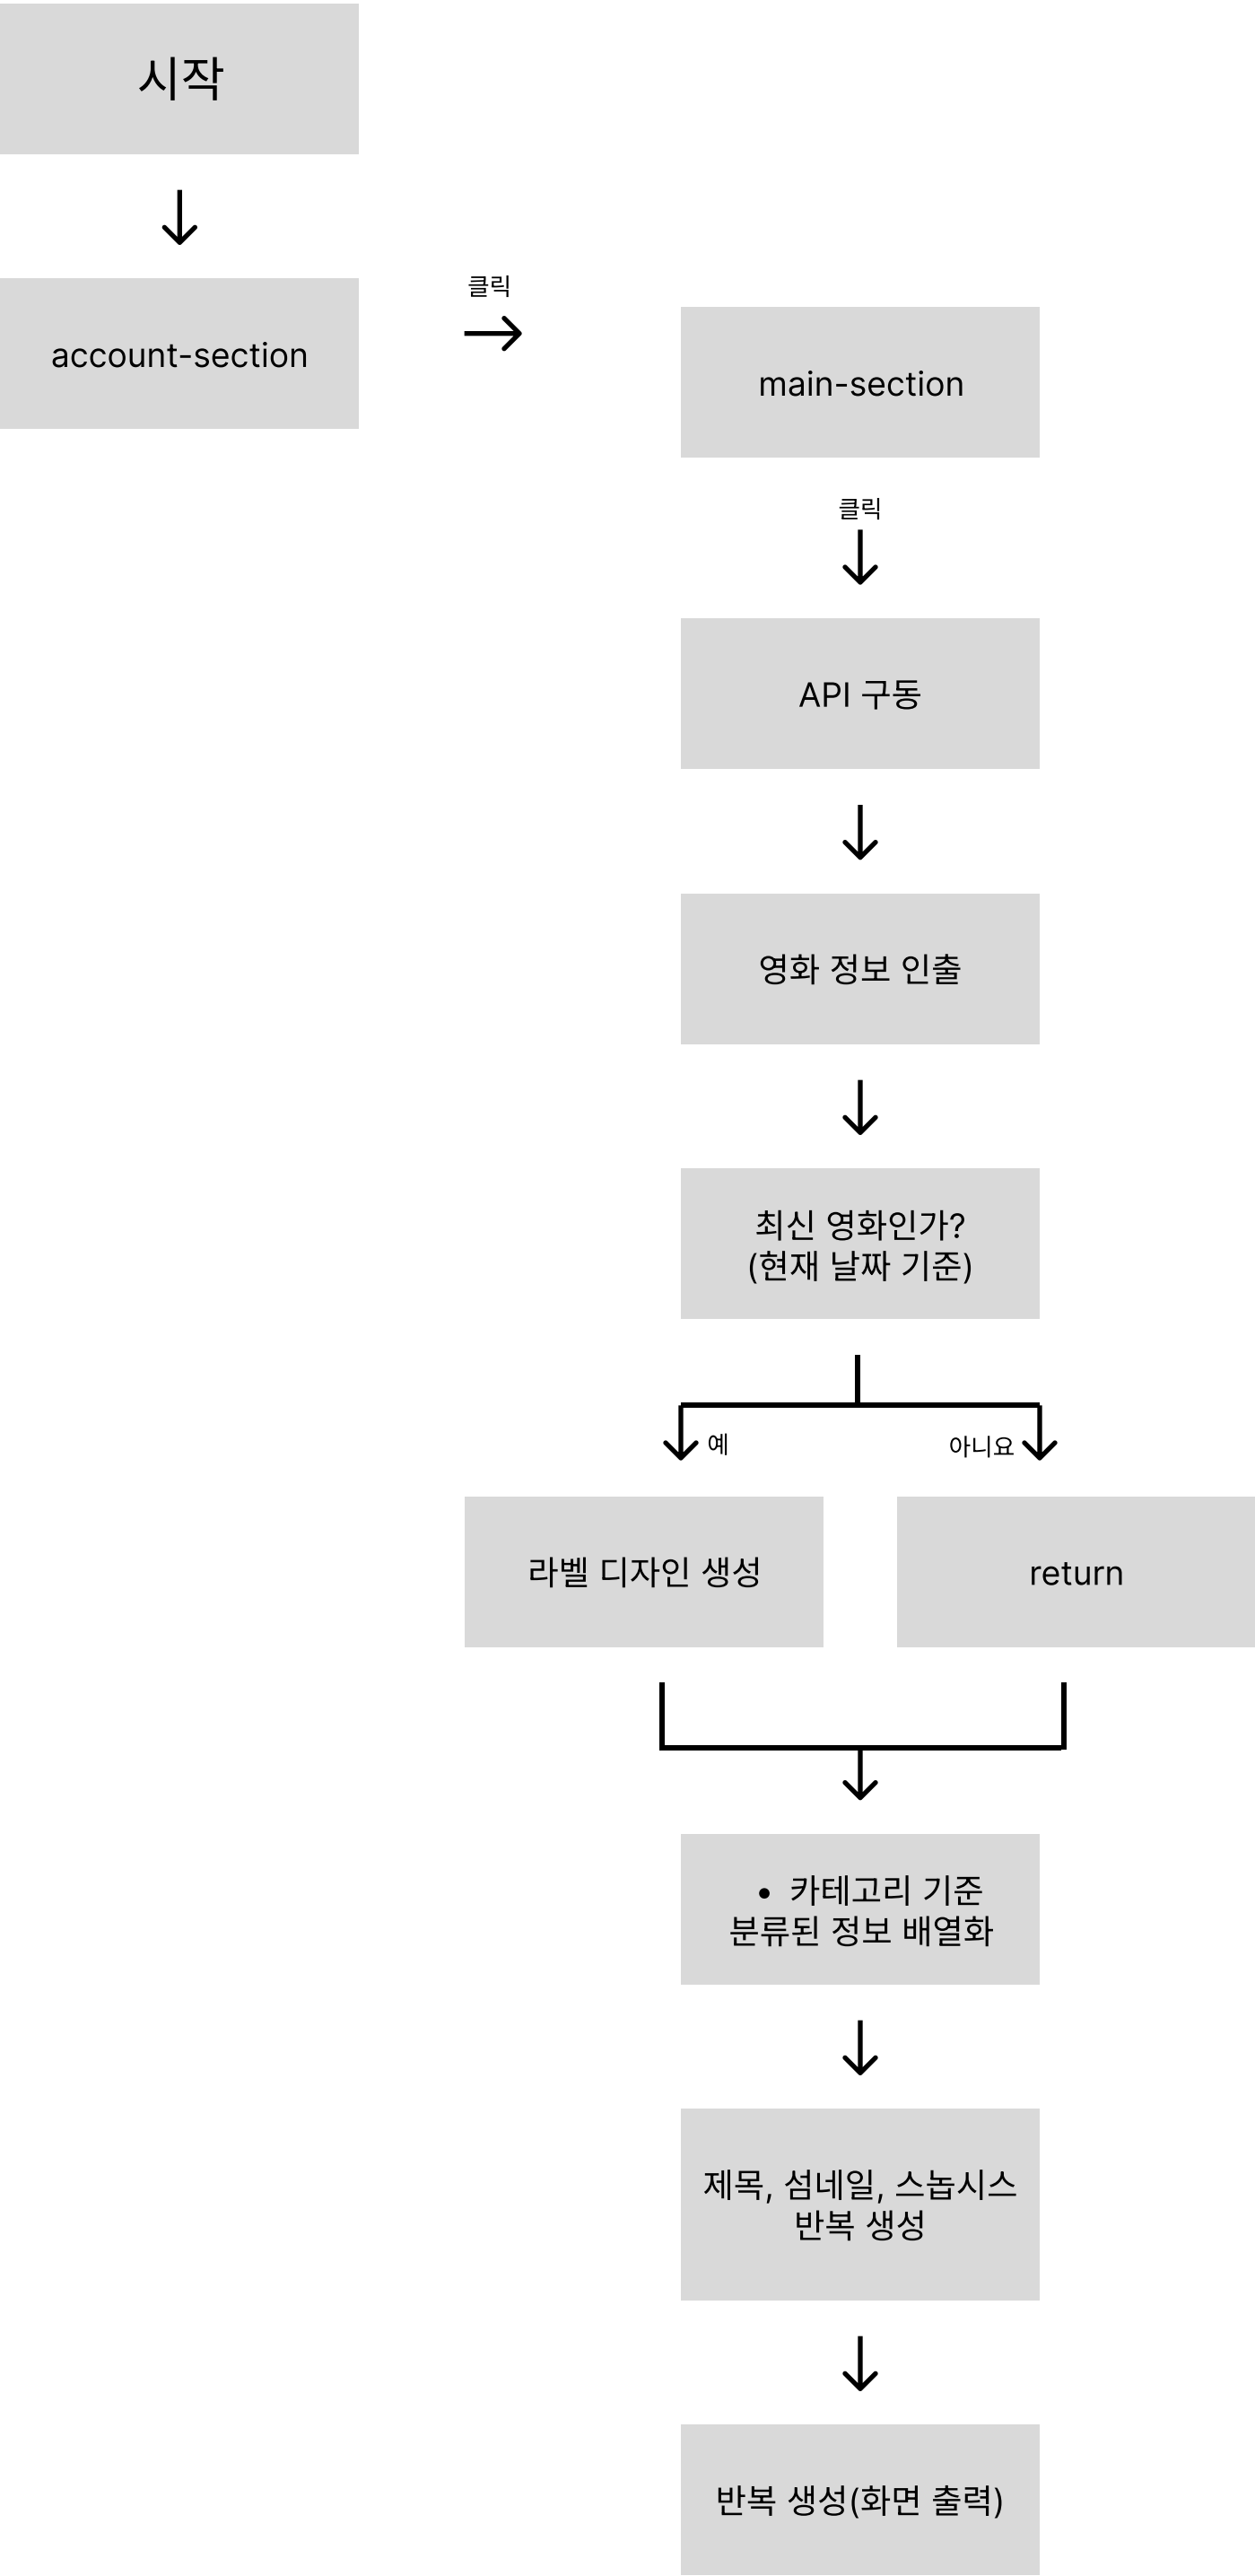 시작
account-section
클릭
main-section
클릭
API 구동
영화 정보 인출
최신 영화인가?
(현재 날짜 기준)
예
아니요
라벨 디자인 생성
return
• 카테고리 기준
분류된 정보 배열화
제목, 섬네일, 스놉시스
반복 생성
반복 생성(화면 출력)